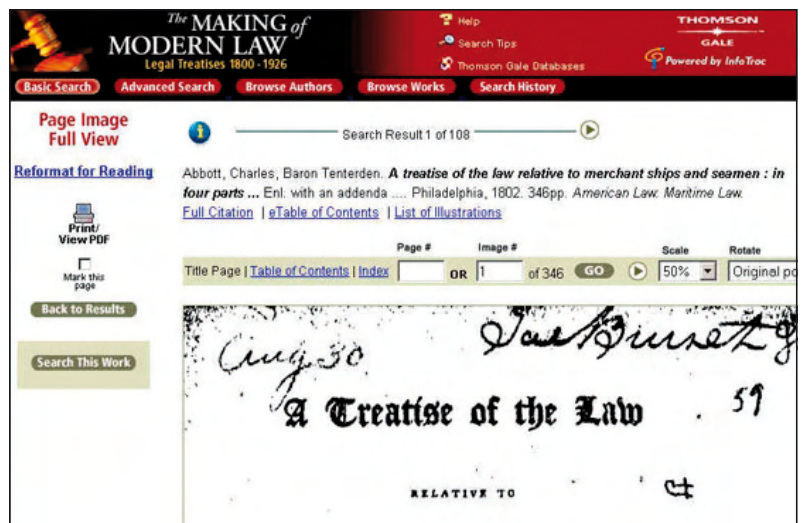 The MAKING of
MODERN LAW
Legal Treatises 1800 - 1926
Help
Search Tips
Thomson Gale Databases
THOMSON
GALE
Powered by InfoTrac
Basic Search Advanced Search Browse Authors Browse Works Search History
Page Image
Full View
Search Result 1 of 108
Reformat for Reading
Print/
View PDF
Mark this
page
Back to Results
Search This Work
Abbott, Charles, Baron Tenterden. A treatise of the law relative to merchant ships and seamen : in
four parts ... Enl. with an addenda .... Philadelphia, 1802. 346pp. American Law. Maritime Law.
Full Citation | eTable of Contents | List of Illustrations
Page # Image # Scale Rotate
Title Page | Table of Contents | Index OR 1 of 346 GO 50% Original po
Aug 30
A Treatise of the Law
59
RELATIVE TO